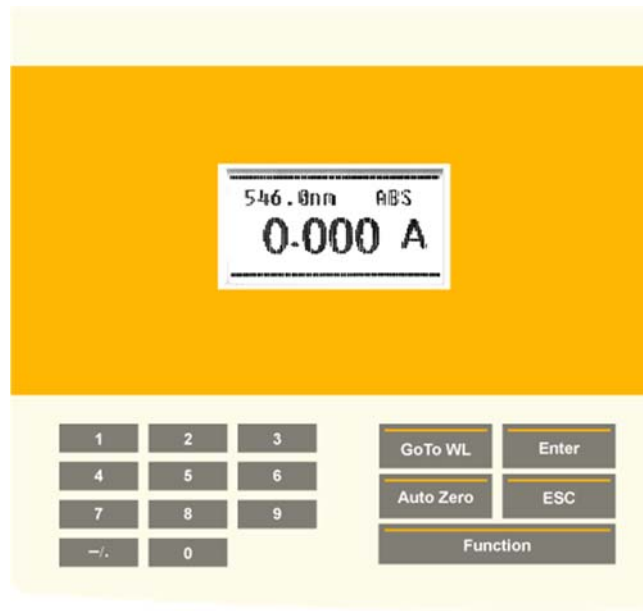 546.0nm ABS
0.000 A
1 2 3
4 5 6
7 8 9
−/. 0
GoTo WL Enter
Auto Zero ESC
Function